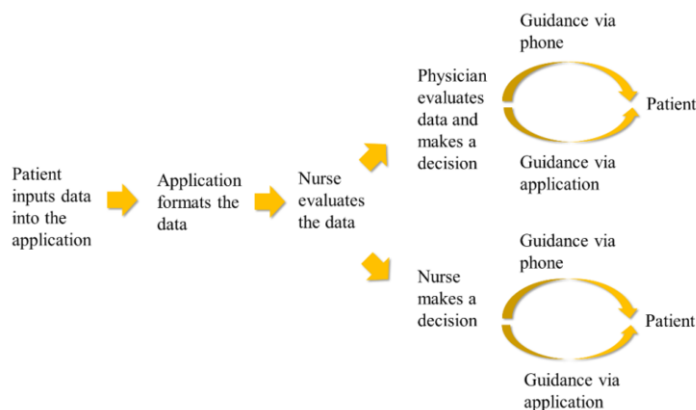 Patient
inputs data
into the
application
Application
formats the
data
Nurse
evaluates
the data
Physician
evaluates
data and
makes a
decision
Guidance via
phone
Guidance via
application
Patient
Nurse
makes a
decision
Guidance via
phone
Guidance via
application
Patient